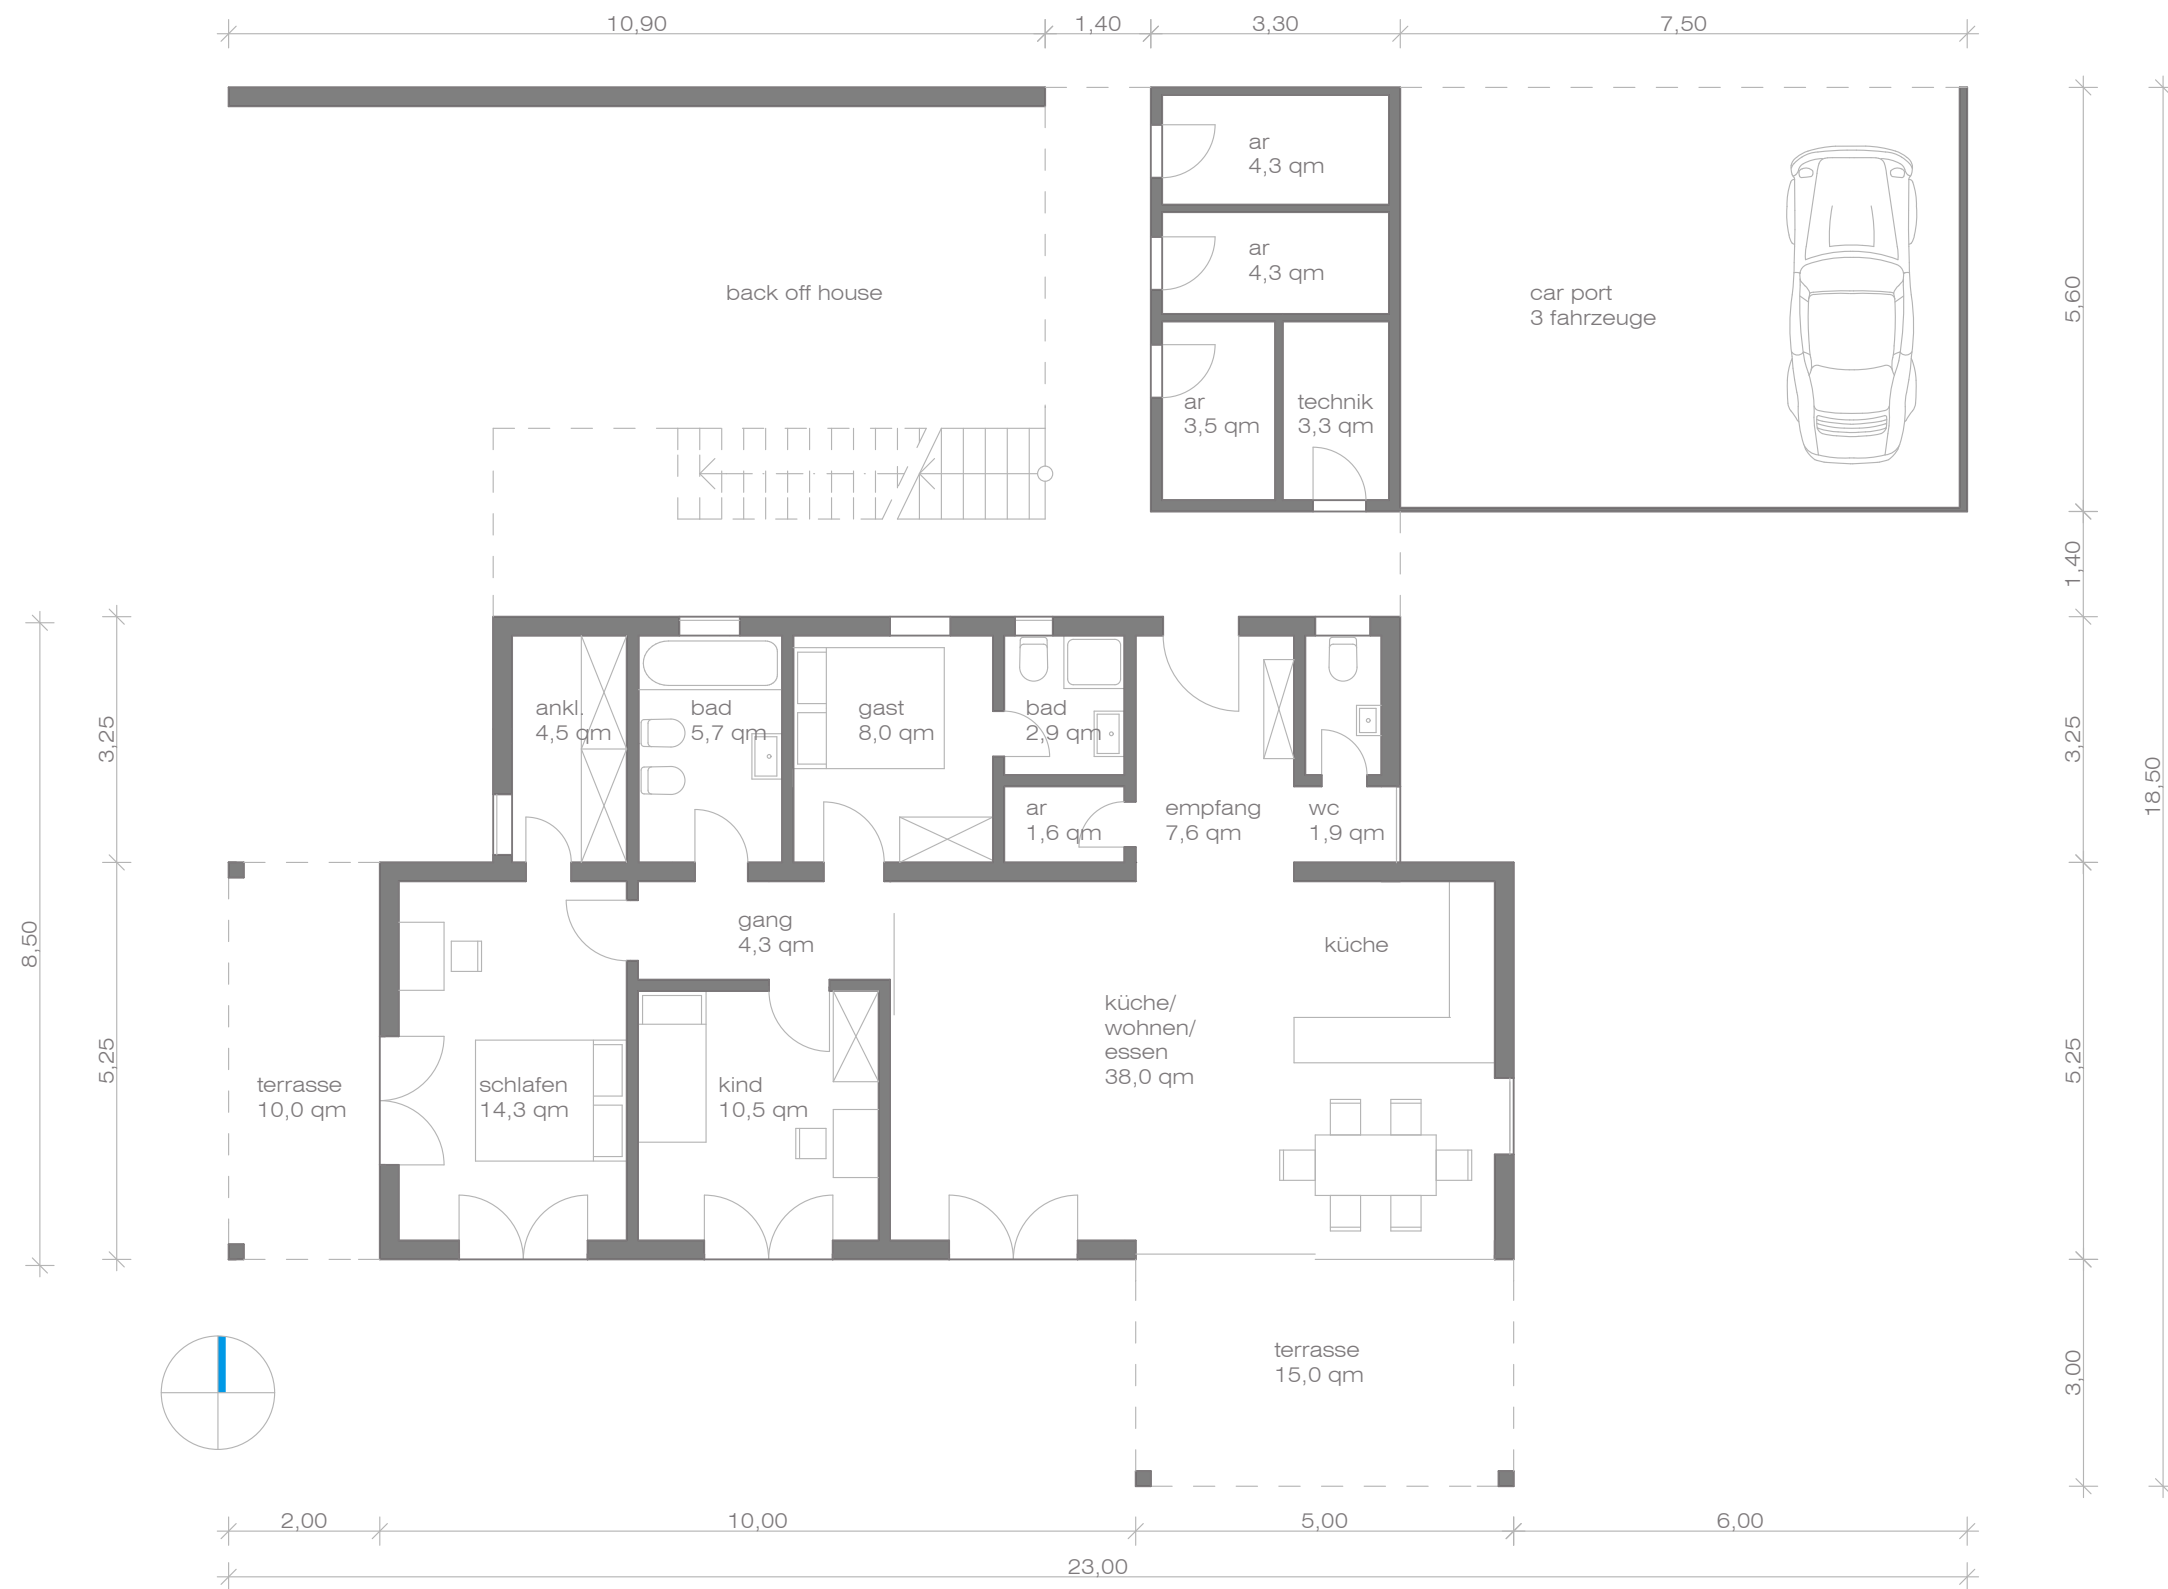 10,90
1,40
3,30
7,50
ar
4,3 qm
ar
4,3 qm
back off house
car port
3 fahrzeuge
5,60
ar
3,5 qm
technik
3,3 qm
1,40
ankl.
4,5 qm
bad
5,7 qm
gast
8,0 qm
bad
2,9 qm
3,25
3,25
18,50
ar
1,6 qm
empfang
7,6 qm
wc
1,9 qm
8,50
gang
4,3 qm
küche
küche/
wohnen/
essen
38,0 qm
5,25
5,25
terrasse
10,0 qm
schlafen
14,3 qm
kind
10,5 qm
terrasse
15,0 qm
3,00
2,00
10,00
5,00
6,00
23,00